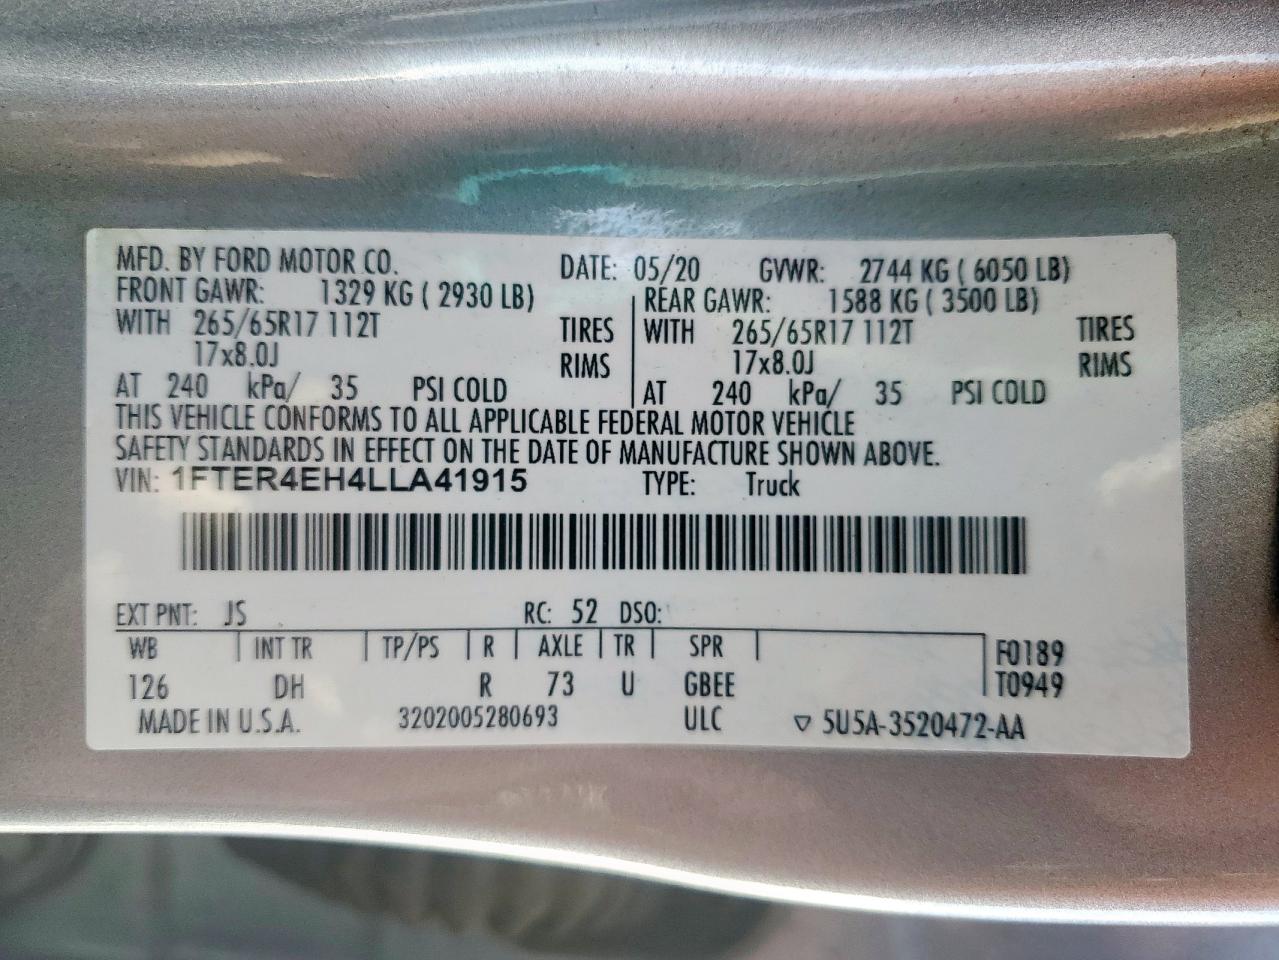 MFD. BY FORD MOTOR CO. DATE: 05/20 GVWR: 2744 KG ( 6050 LB)
FRONT GAWR: 1329 KG ( 2930 LB) REAR GAWR: 1588 KG ( 3500 LB)
WITH 265/65R17 112T TIRES WITH 265/65R17 112T TIRES
17x8.0J RIMS 17x8.0J RIMS
AT 240 kPa/ 35 PSI COLD AT 240 kPa/ 35 PSI COLD
THIS VEHICLE CONFORMS TO ALL APPLICABLE FEDERAL MOTOR VEHICLE
SAFETY STANDARDS IN EFFECT ON THE DATE OF MANUFACTURE SHOWN ABOVE.
VIN: 1FTER4EH4LLA41915 TYPE: Truck
EXT PNT: JS RC: 52 DSO:
WB INT TR TP/PS R AXLE TR SPR F0189
126 DH R 73 U GBEE T0949
MADE IN U.S.A. 3202005280693 ULC ▽ 5U5A-3520472-AA